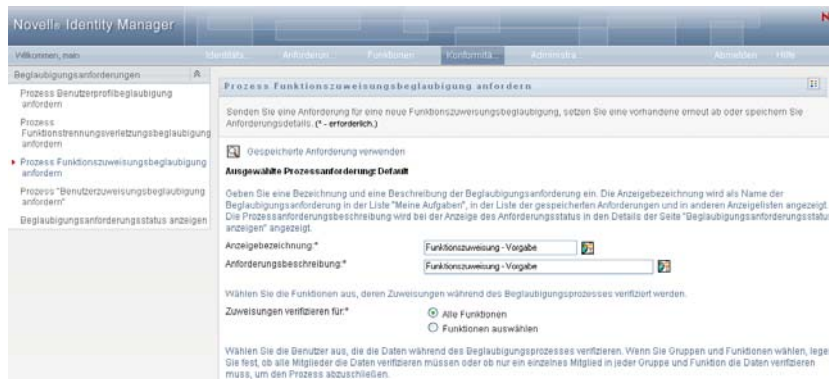 Novell® Identity Manager
N
Willkommen, main
Identitäts... Anforderun... Funktionen Konformitä... Administra... Abmelden Hilfe
Beglaubigungsanforderungen
Prozess Benutzerprofilbeglaubigung
anfordern
Prozess
Funktionstrennungsverletzungsbeglaubigung
anfordern
Prozess Funktionszuweisungsbeglaubigung
anfordern
Prozess "Benutzerzuweisungsbeglaubigung
anfordern"
Beglaubigungsanforderungsstatus anzeigen
Prozess Funktionszuweisungsbeglaubigung anfordern
Senden Sie eine Anforderung für eine neue Funktionszuweisungsbeglaubigung, setzen Sie eine vorhandene erneut ab oder speichern Sie
Anforderungsdetails. (* - erforderlich.)
Gespeicherte Anforderung verwenden
Ausgewählte Prozessanforderung: Default
Geben Sie eine Bezeichnung und eine Beschreibung der Beglaubigungsanforderung ein. Die Anzeigebezeichnung wird als Name der
Beglaubigungsanforderung in der Liste "Meine Aufgaben", in der Liste der gespeicherten Anforderungen und in anderen Anzeigelisten angezeigt.
Die Prozessanforderungsbeschreibung wird bei der Anzeige des Anforderungsstatus in den Details der Seite "Beglaubigungsanforderungsstatus
anzeigen" angezeigt.
Anzeigebezeichnung:* Funktionszuweisung - Vorgabe
Anforderungsbeschreibung:* Funktionszuweisung - Vorgabe
Wählen Sie die Funktionen aus, deren Zuweisungen während des Beglaubigungsprozesses verifiziert werden.
Zuweisungen verifizieren für:* Alle Funktionen
Funktionen auswählen
Wählen Sie die Benutzer aus, die die Daten während des Beglaubigungsprozesses verifizieren. Wenn Sie Gruppen und Funktionen wählen, lege
Sie fest, ob alle Mitglieder die Daten verifizieren müssen oder ob nur ein einzelnes Mitglied in jeder Gruppe und Funktion die Daten verifizieren
muss, um den Prozess abzuschließen.